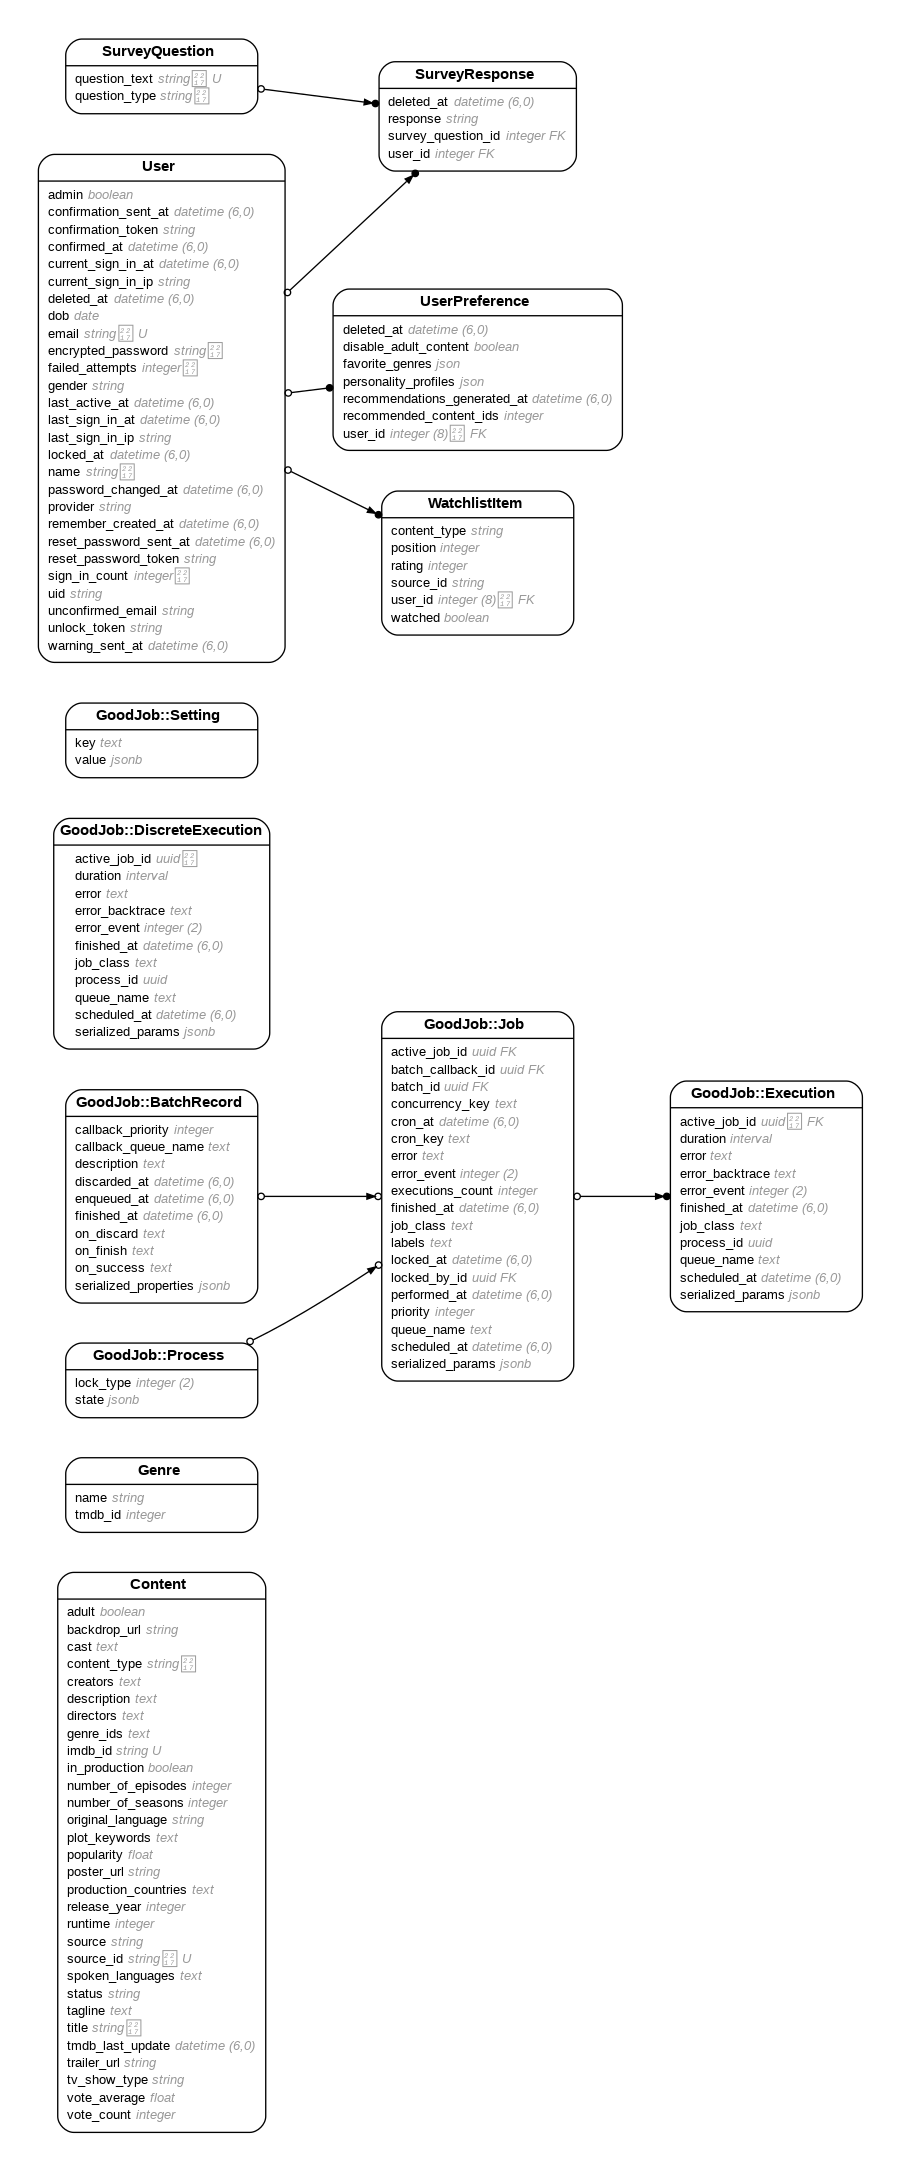 SurveyQuestion
question_text string∗ U
question_type string∗
SurveyResponse
deleted_at datetime (6,0)
response string
survey_question_id integer FK
user_id integer FK
User
admin boolean
confirmation_sent_at datetime (6,0)
confirmation_token string
confirmed_at datetime (6,0)
current_sign_in_at datetime (6,0)
current_sign_in_ip string
deleted_at datetime (6,0)
dob date
email string∗ U
encrypted_password string∗
failed_attempts integer∗
gender string
last_active_at datetime (6,0)
last_sign_in_at datetime (6,0)
last_sign_in_ip string
locked_at datetime (6,0)
name string∗
password_changed_at datetime (6,0)
provider string
remember_created_at datetime (6,0)
reset_password_sent_at datetime (6,0)
reset_password_token string
sign_in_count integer∗
uid string
unconfirmed_email string
unlock_token string
warning_sent_at datetime (6,0)
UserPreference
deleted_at datetime (6,0)
disable_adult_content boolean
favorite_genres json
personality_profiles json
recommendations_generated_at datetime (6,0)
recommended_content_ids integer
user_id integer (8)∗ FK
WatchlistItem
content_type string
position integer
rating integer
source_id string
user_id integer (8)∗ FK
watched boolean
GoodJob::Setting
key text
value jsonb
GoodJob::DiscreteExecution
active_job_id uuid∗
duration interval
error text
error_backtrace text
error_event integer (2)
finished_at datetime (6,0)
job_class text
process_id uuid
queue_name text
scheduled_at datetime (6,0)
serialized_params jsonb
GoodJob::BatchRecord
callback_priority integer
callback_queue_name text
description text
discarded_at datetime (6,0)
enqueued_at datetime (6,0)
finished_at datetime (6,0)
on_discard text
on_finish text
on_success text
serialized_properties jsonb
GoodJob::Job
active_job_id uuid FK
batch_callback_id uuid FK
batch_id uuid FK
concurrency_key text
cron_at datetime (6,0)
cron_key text
error text
error_event integer (2)
executions_count integer
finished_at datetime (6,0)
job_class text
labels text
locked_at datetime (6,0)
locked_by_id uuid FK
performed_at datetime (6,0)
priority integer
queue_name text
scheduled_at datetime (6,0)
serialized_params jsonb
GoodJob::Execution
active_job_id uuid∗ FK
duration interval
error text
error_backtrace text
error_event integer (2)
finished_at datetime (6,0)
job_class text
process_id uuid
queue_name text
scheduled_at datetime (6,0)
serialized_params jsonb
GoodJob::Process
lock_type integer (2)
state jsonb
Genre
name string
tmdb_id integer
Content
adult boolean
backdrop_url string
cast text
content_type string∗
creators text
description text
directors text
genre_ids text
imdb_id string U
in_production boolean
number_of_episodes integer
number_of_seasons integer
original_language string
plot_keywords text
popularity float
poster_url string
production_countries text
release_year integer
runtime integer
source string
source_id string∗ U
spoken_languages text
status string
tagline text
title string∗
tmdb_last_update datetime (6,0)
trailer_url string
tv_show_type string
vote_average float
vote_count integer